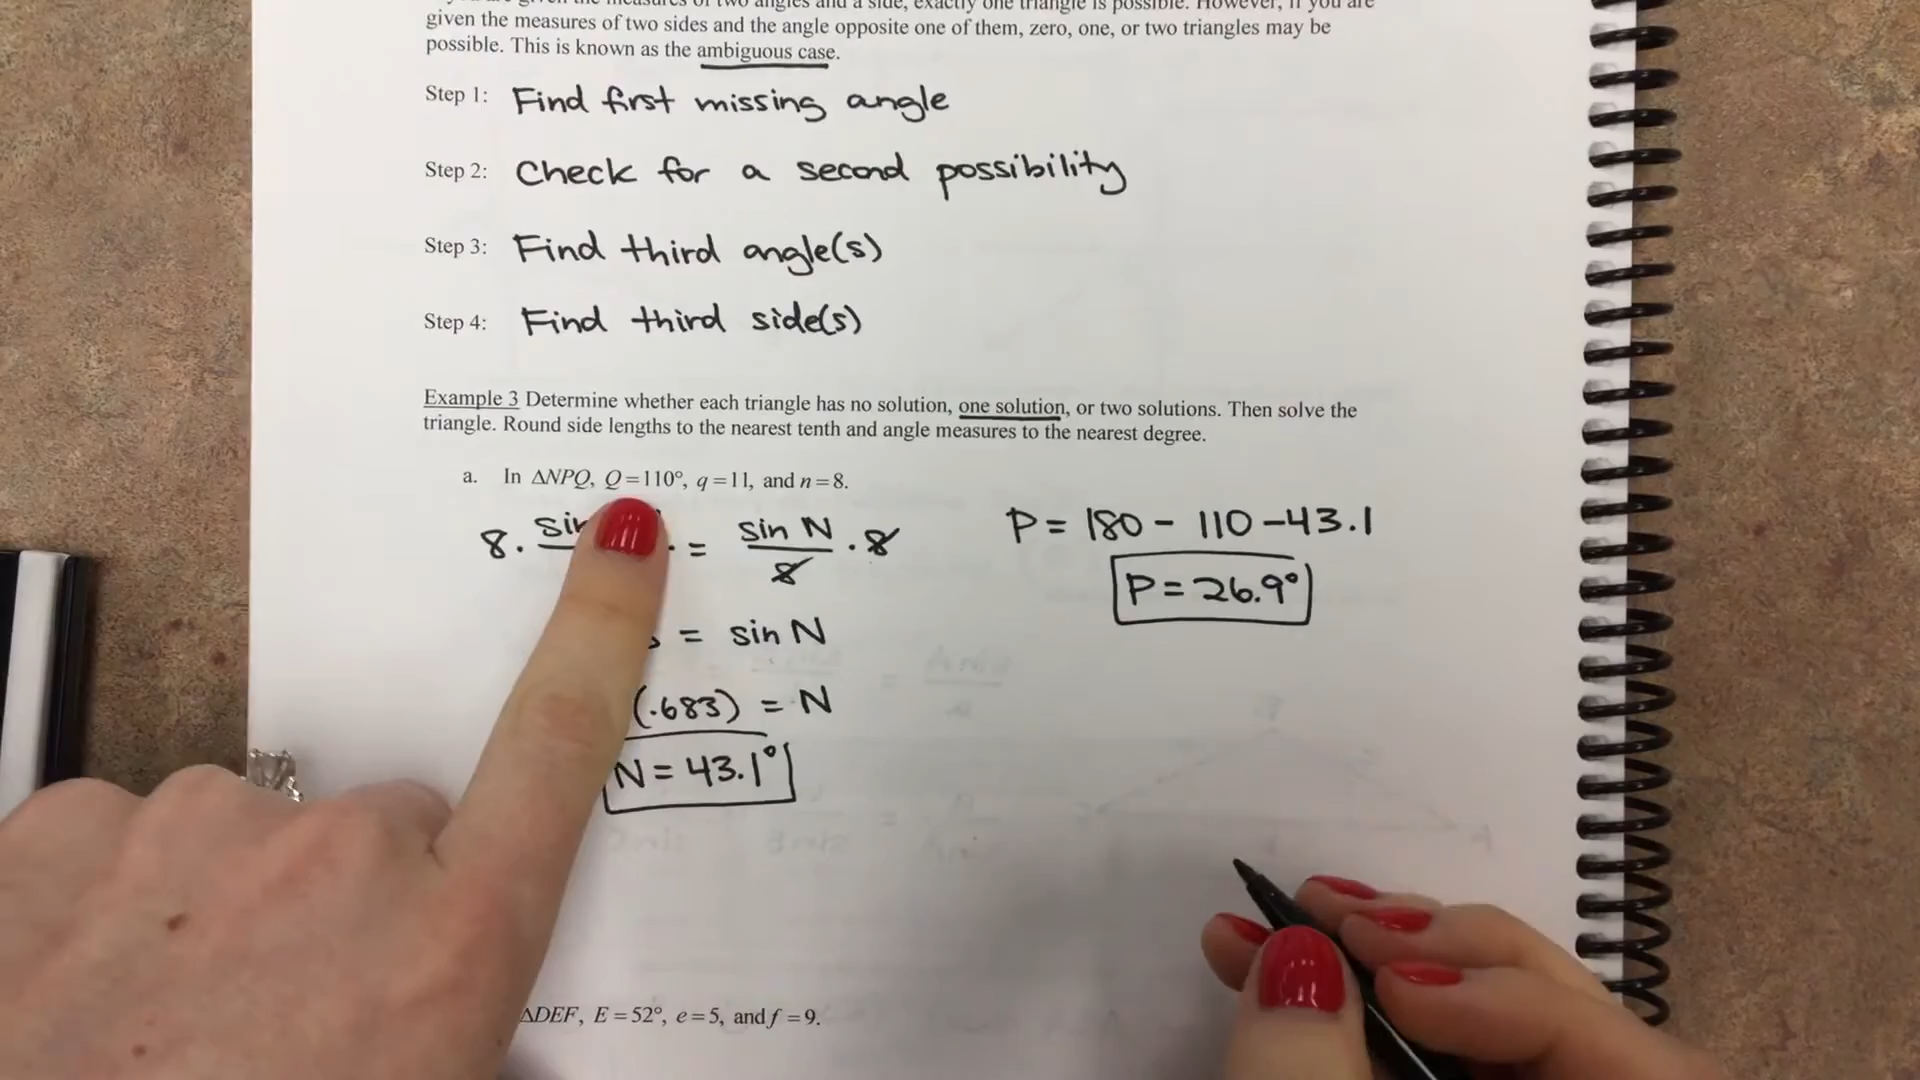 given the measures of two sides and the angle opposite one of them, zero, one, or two triangles may be
possible. This is known as the ambiguous case.
Step 1: Find first missing angle
Step 2: Check for a second possibility
Step 3: Find third angle(s)
Step 4: Find third side(s)
Example 3 Determine whether each triangle has no solution, one solution, or two solutions. Then solve the
triangle. Round side lengths to the nearest tenth and angle measures to the nearest degree.
a. In ΔNPQ, Q=110°, q=11, and n=8.
8. = sin N / 8 · 8
= sin N
(.683) = N
N = 43.1°
P = 180 - 110 - 43.1
P = 26.9°
ΔDEF, E=52°, e=5, and f=9.